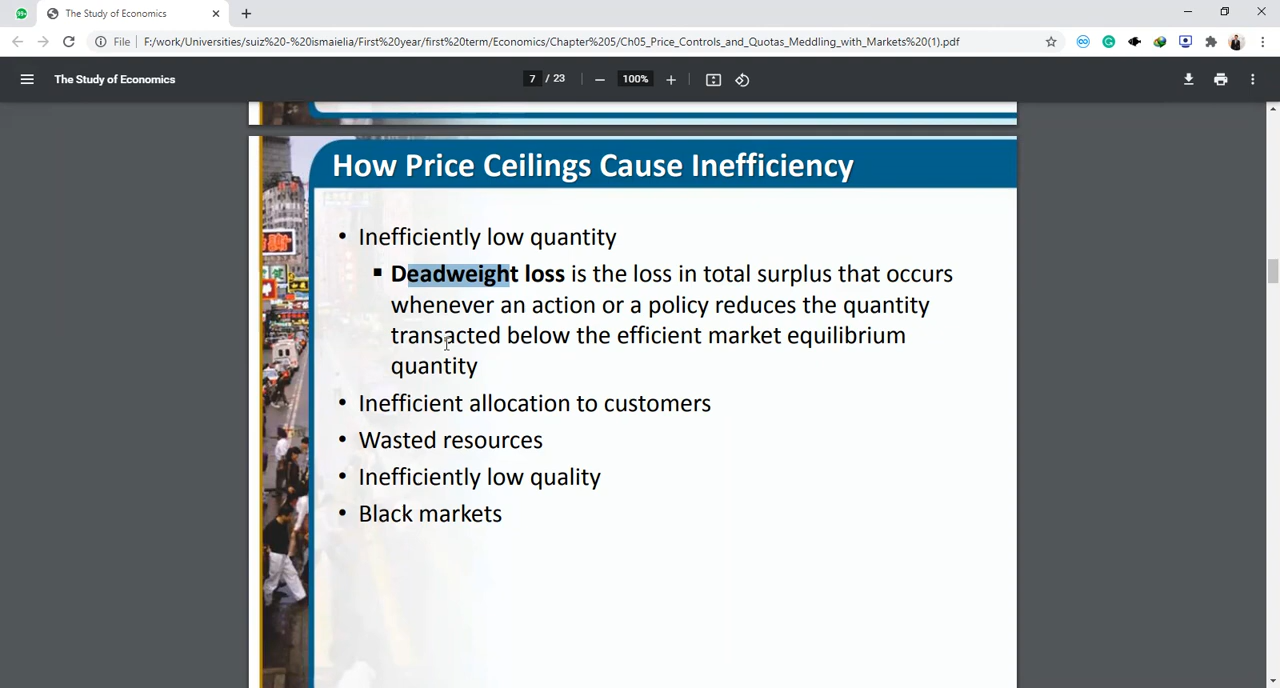 99+
The Study of Economics
File
F:/work/Universities/suiz%20-%20ismaielia/First%20year/first%20term/Economics/Chapter%205/Ch05_Price_Controls_and_Quotas_Meddling_with_Markets%20(1).pdf
The Study of Economics
7 / 23
100%
How Price Ceilings Cause Inefficiency
• Inefficiently low quantity
▪ Deadweight loss is the loss in total surplus that occurs
whenever an action or a policy reduces the quantity
transacted below the efficient market equilibrium
quantity
• Inefficient allocation to customers
• Wasted resources
• Inefficiently low quality
• Black markets